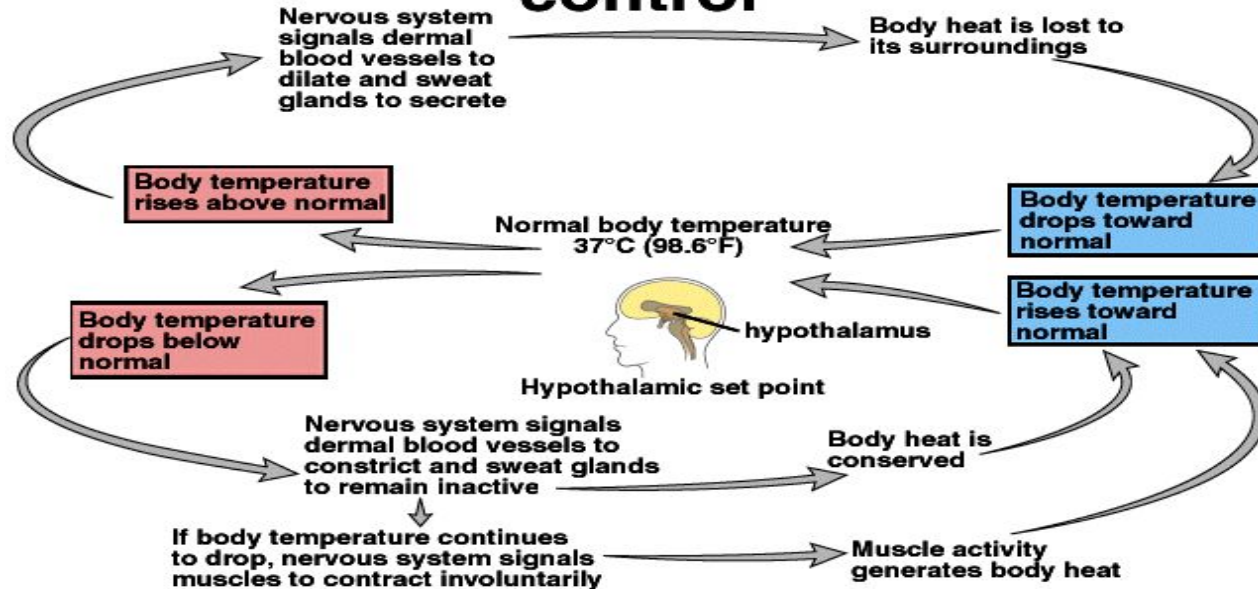 control
Nervous system
signals dermal
blood vessels to
dilate and sweat
glands to secrete
Body heat is lost to
its surroundings
Body temperature
rises above normal
Body temperature
drops toward
normal
Normal body temperature
37°C (98.6°F)
Body temperature
rises toward
normal
Body temperature
drops below
normal
hypothalamus
Hypothalamic set point
Nervous system signals
dermal blood vessels to
constrict and sweat glands
to remain inactive
Body heat is
conserved
If body temperature continues
to drop, nervous system signals
muscles to contract involuntarily
Muscle activity
generates body heat